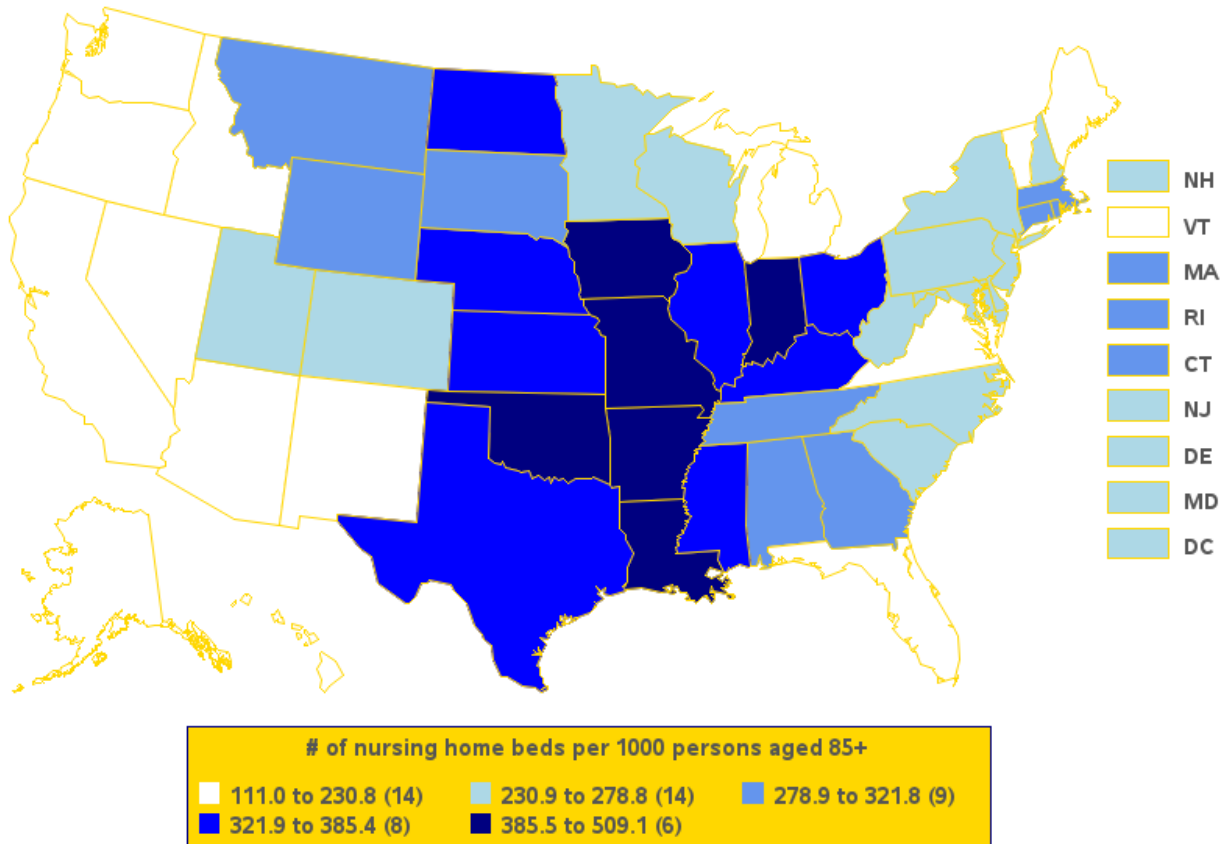 NH
VT
MA
RI
CT
NJ
DE
MD
DC
# of nursing home beds per 1000 persons aged 85+
111.0 to 230.8 (14) 230.9 to 278.8 (14) 278.9 to 321.8 (9)
321.9 to 385.4 (8) 385.5 to 509.1 (6)